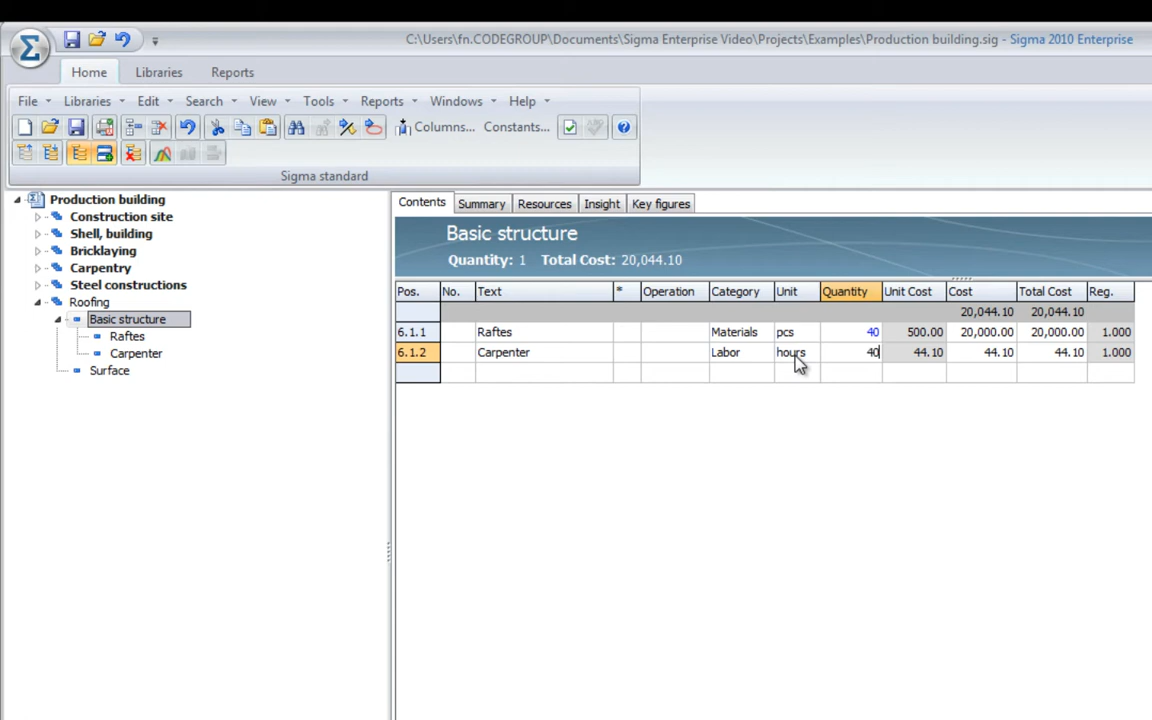 C:\Users\fn.CODEGROUP\Documents\Sigma Enterprise Video\Projects\Examples\Production building.sig - Sigma 2010 Enterprise
Home Libraries Reports
File Libraries Edit Search View Tools Reports Windows Help
Columns... Constants...
Sigma standard
Production building
Construction site
Shell, building
Bricklaying
Carpentry
Steel constructions
Roofing
Basic structure
Raftes
Carpenter
Surface
Contents Summary Resources Insight Key figures
Basic structure
Quantity: 1 Total Cost: 20,044.10
Pos. No. Text * Operation Category Unit Quantity Unit Cost Cost Total Cost Reg.
20,044.10 20,044.10
6.1.1 Raftes Materials pcs 40 500.00 20,000.00 20,000.00 1.000
6.1.2 Carpenter Labor hours 40 44.10 44.10 44.10 1.000